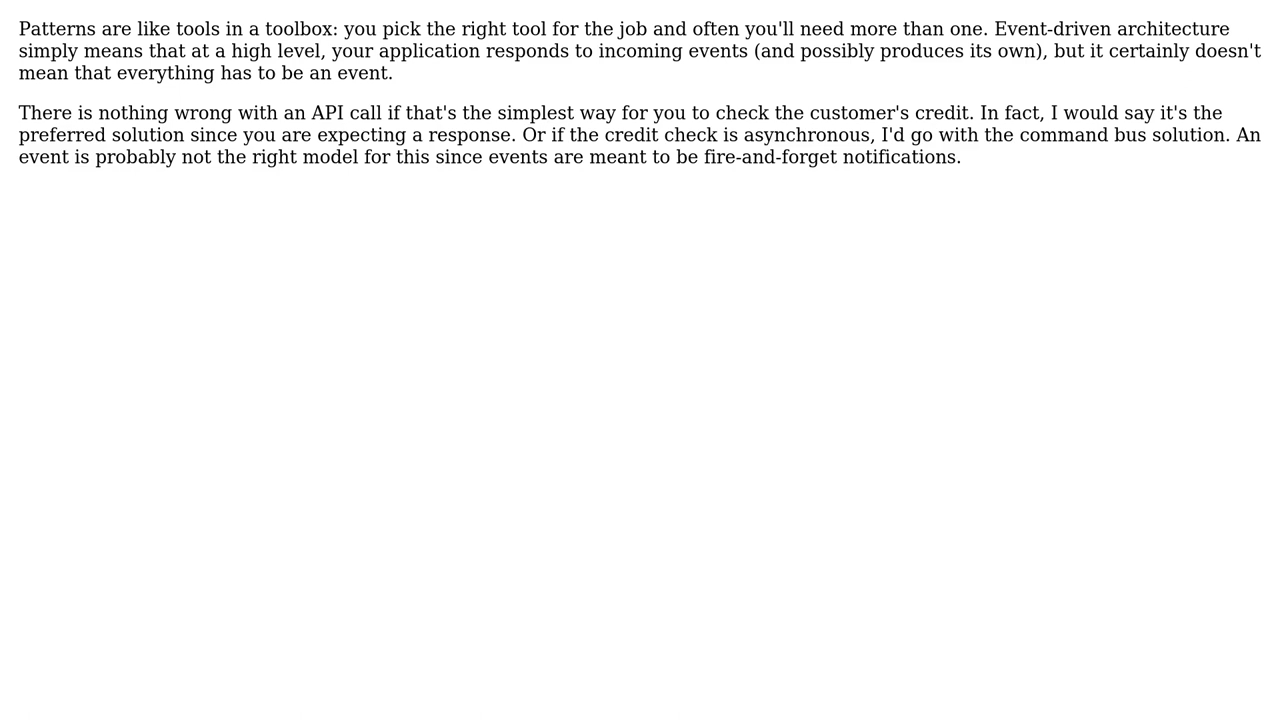 Patterns are like tools in a toolbox: you pick the right tool for the job and often you'll need more than one. Event-driven architecture
simply means that at a high level, your application responds to incoming events (and possibly produces its own), but it certainly doesn't
mean that everything has to be an event.
There is nothing wrong with an API call if that's the simplest way for you to check the customer's credit. In fact, I would say it's the
preferred solution since you are expecting a response. Or if the credit check is asynchronous, I'd go with the command bus solution. An
event is probably not the right model for this since events are meant to be fire-and-forget notifications.